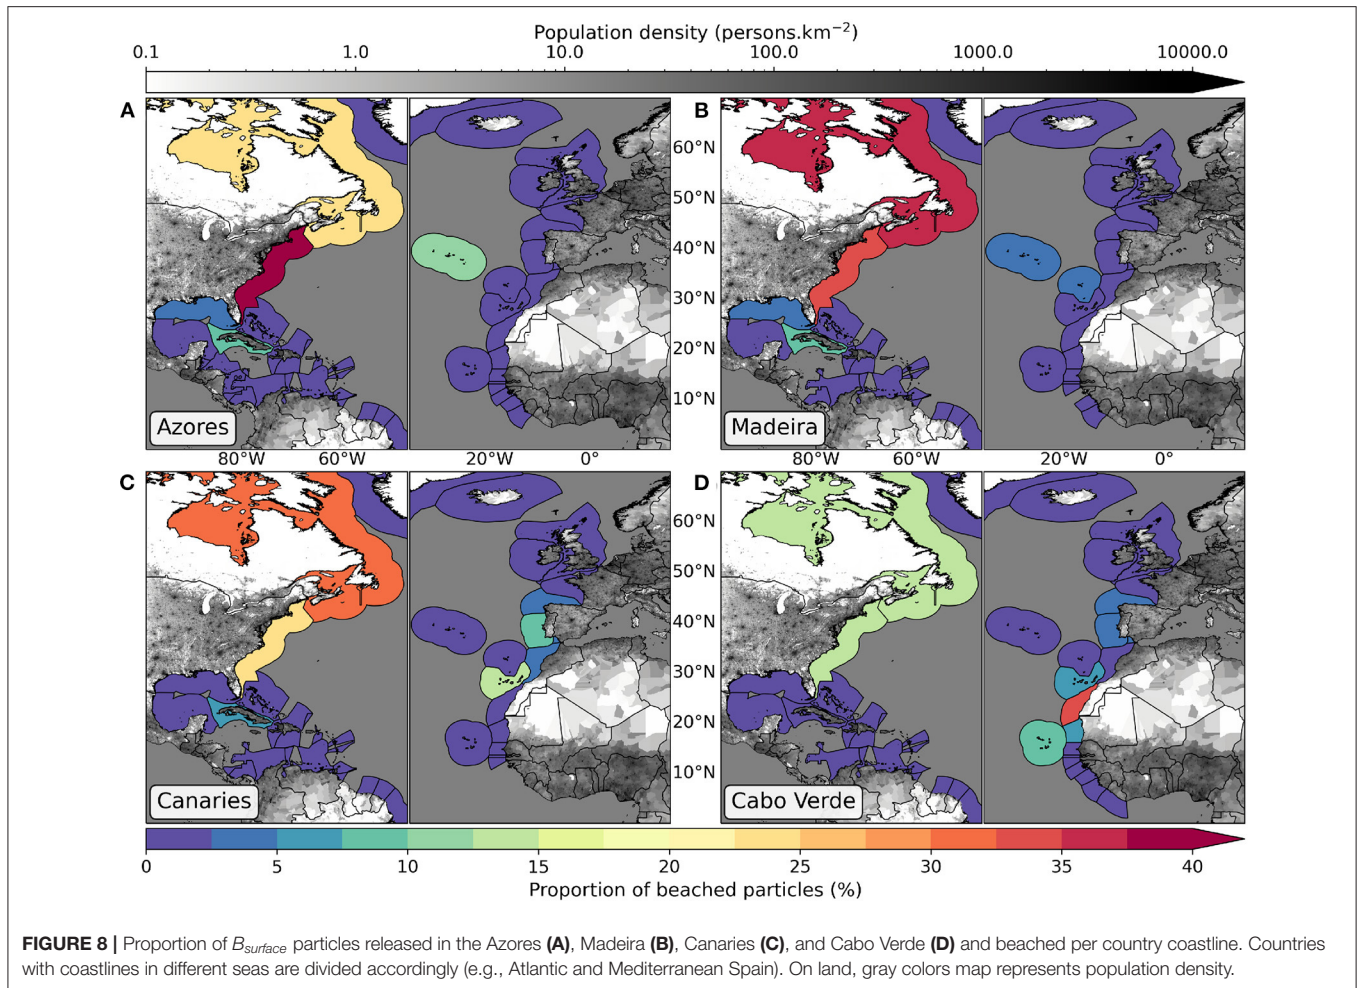 Population density (persons.km⁻²)
0.1 1.0 10.0 100.0 1000.0 10000.0
A B
60°N
50°N
40°N
30°N
20°N
10°N
Azores Madeira
80°W 60°W 20°W 0° 80°W 60°W 20°W 0°
C D
60°N
50°N
40°N
30°N
20°N
10°N
Canaries Cabo Verde
0 5 10 15 20 25 30 35 40
Proportion of beached particles (%)
FIGURE 8 | Proportion of Bsurface particles released in the Azores (A), Madeira (B), Canaries (C), and Cabo Verde (D) and beached per country coastline. Countries
with coastlines in different seas are divided accordingly (e.g., Atlantic and Mediterranean Spain). On land, gray colors map represents population density.